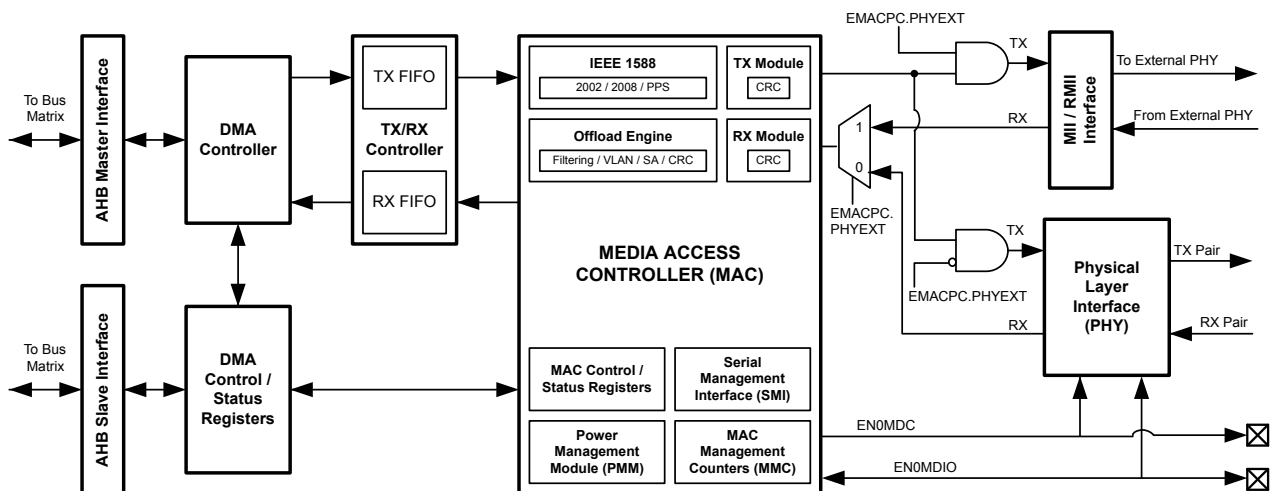 AHB Master Interface
To Bus
Matrix
DMA
Controller
TX FIFO
TX/RX
Controller
RX FIFO
IEEE 1588
2002 / 2008 / PPS
TX Module
CRC
Offload Engine
Filtering / VLAN / SA / CRC
RX Module
CRC
MEDIA ACCESS
CONTROLLER (MAC)
EMACPC.PHYEXT
TX
RX
1
0
EMACPC.
PHYEXT
MII / RMII
Interface
To External PHY
From External PHY
TX
EMACPC.PHYEXT
RX
Physical
Layer
Interface
(PHY)
TX Pair
RX Pair
AHB Slave Interface
To Bus
Matrix
DMA
Control /
Status
Registers
MAC Control /
Status Registers
Serial
Management
Interface (SMI)
Power
Management
Module (PMM)
MAC
Management
Counters (MMC)
EN0MDC
EN0MDIO